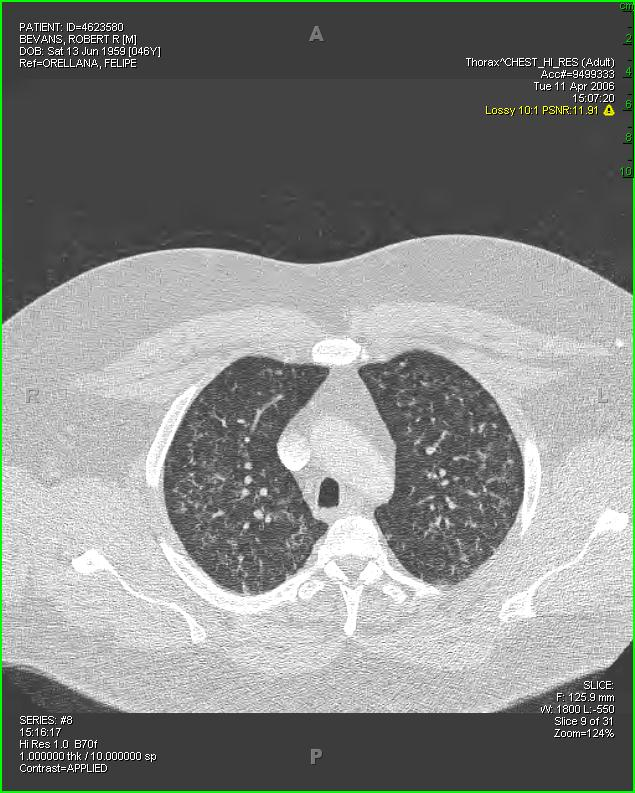 PATIENT: ID=4623580
BEVANS, ROBERT R [M]
DOB: Sat 13 Jun 1959 [046Y]
Ref=ORELLANA, FELIPE
A
cm
2
4
6
8
10
Thorax^CHEST_HI_RES (Adult)
Acc#=9499333
Tue 11 Apr 2006
15:07:20
Lossy 10:1 PSNR:11.91
R
L
SERIES: #8
15:16:17
Hi Res 1.0 B70f
1.000000 thk / 10.000000 sp
Contrast=APPLIED
P
SLICE:
F: 125.9 mm
W: 1800 L:-550
Slice 9 of 31
Zoom=124%